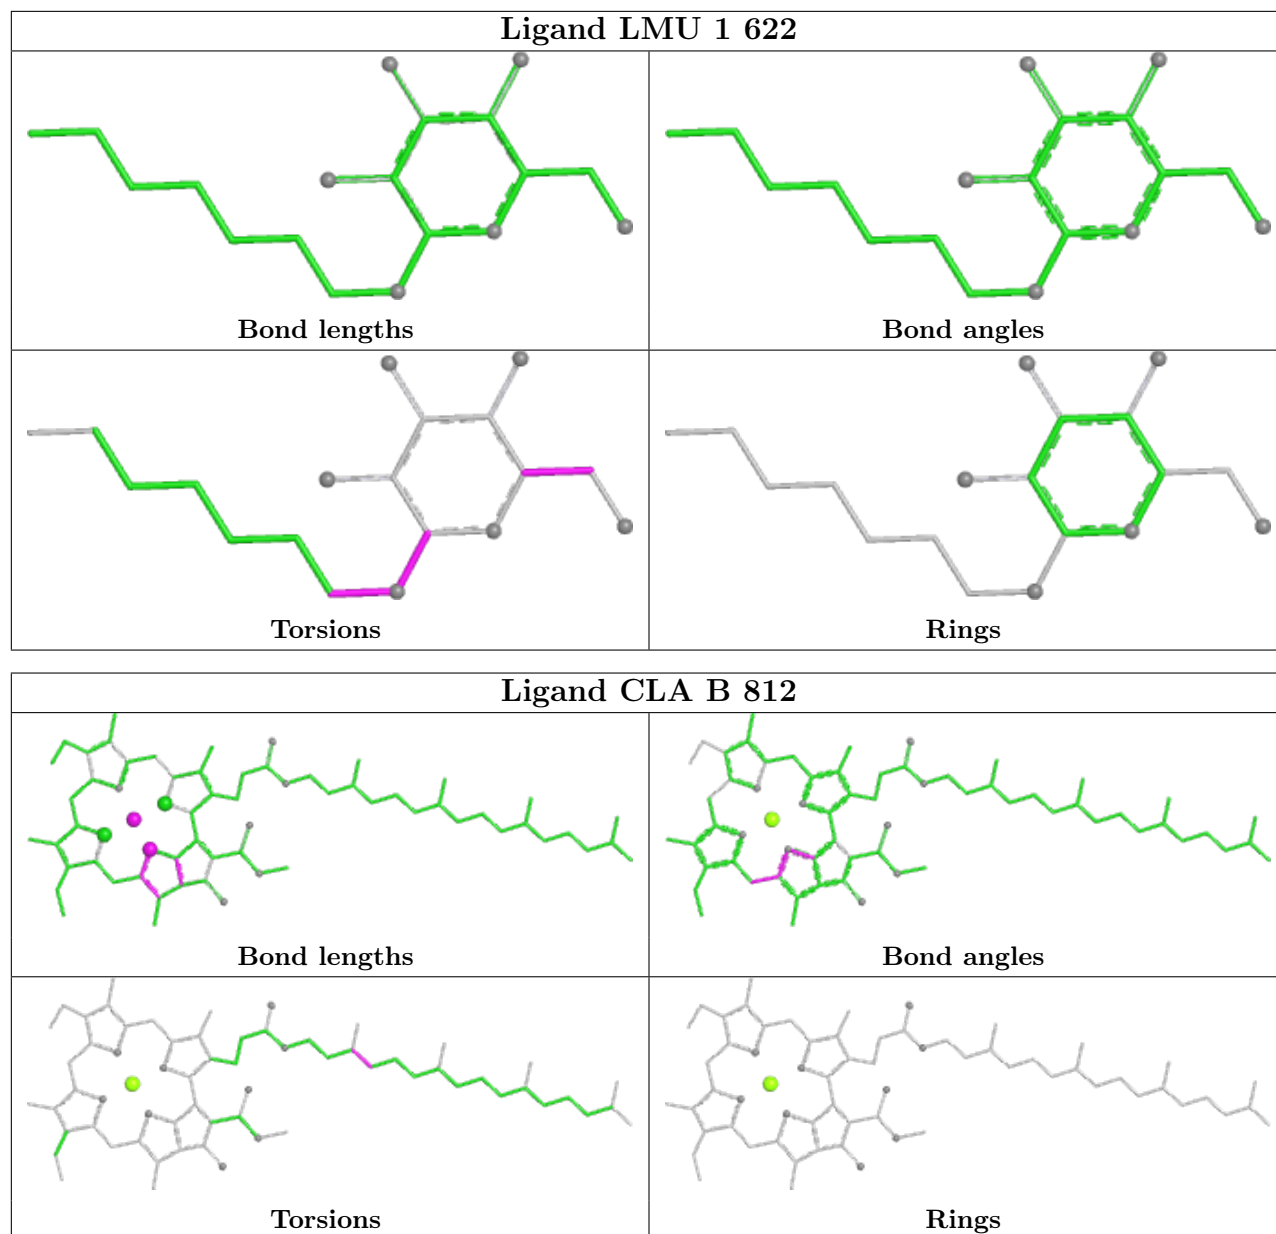 Ligand LMU 1 622
Bond lengths
Bond angles
Torsions
Rings
Ligand CLA B 812
Bond lengths
Bond angles
Torsions
Rings